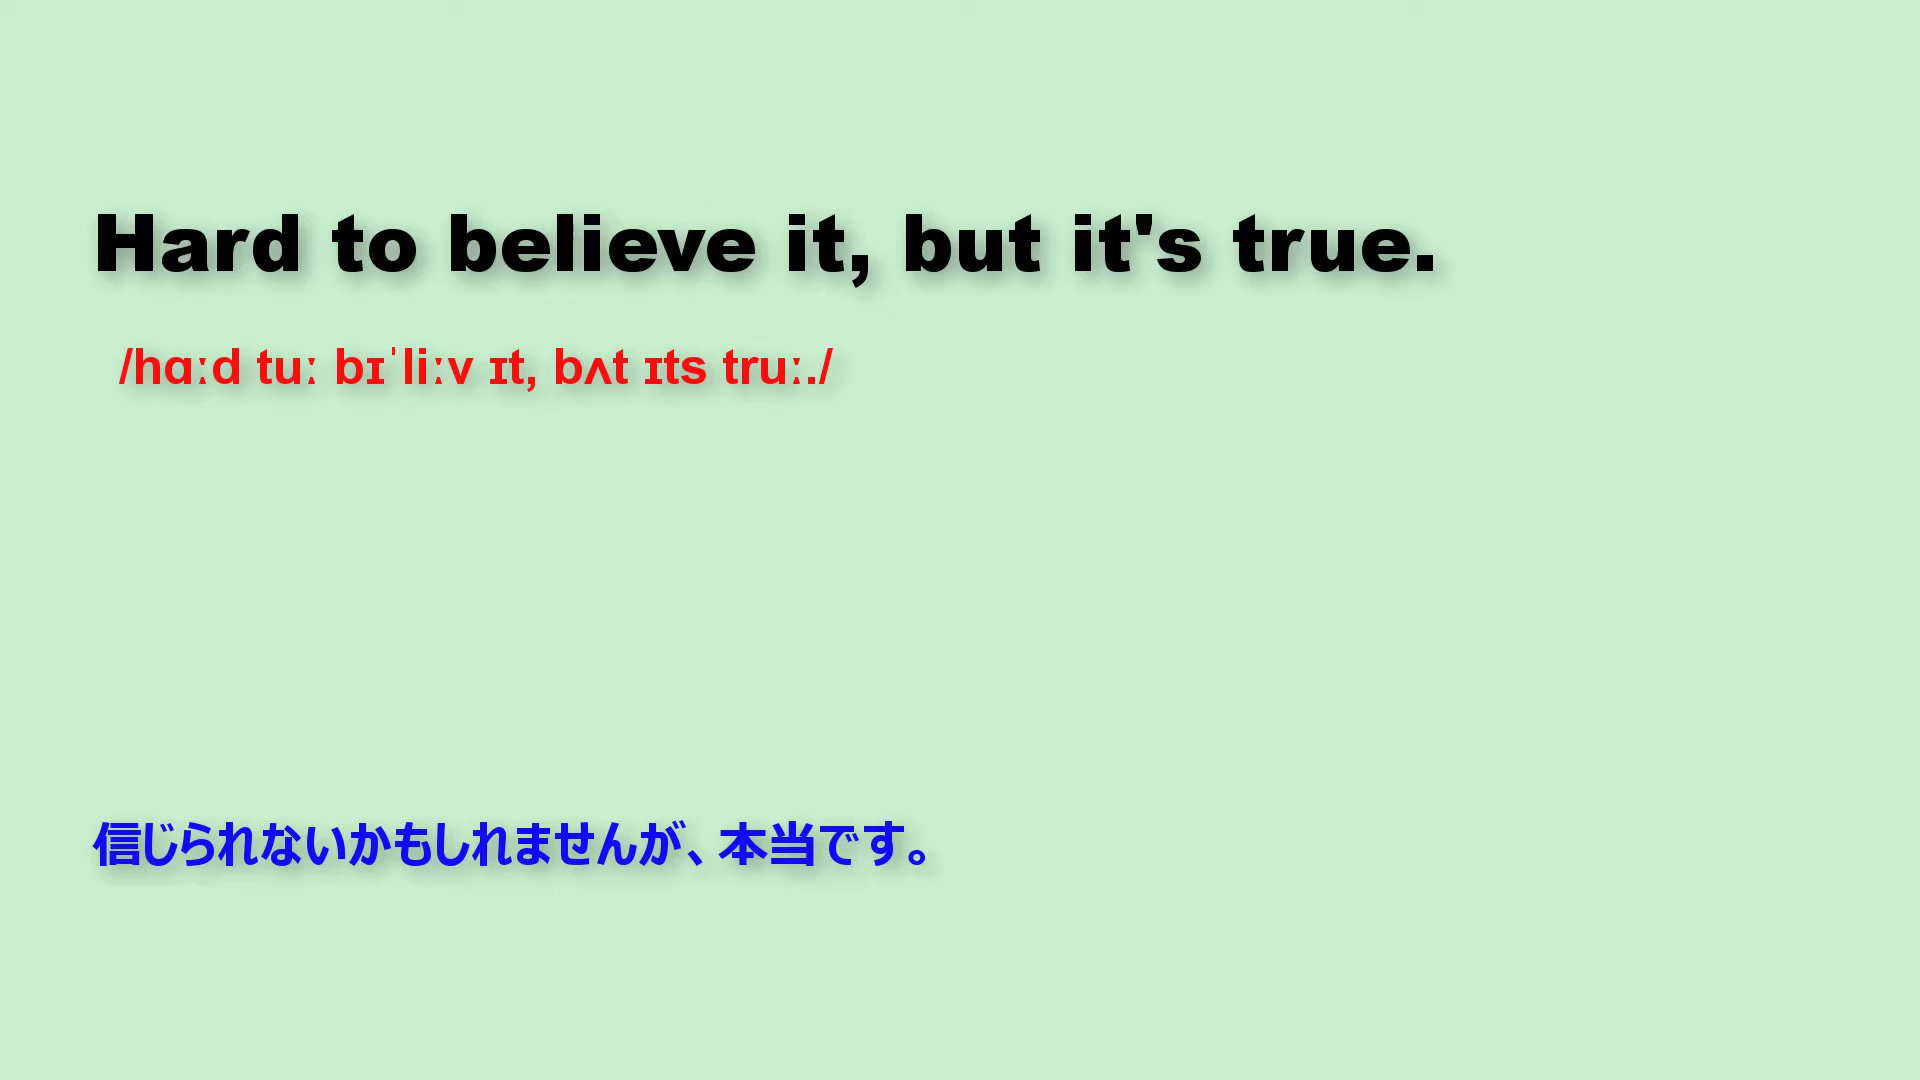 Hard to believe it, but it's true.
/hɑːd tuː bɪˈliːv ɪt, bʌt ɪts truː./
信じられないかもしれませんが、本当です。